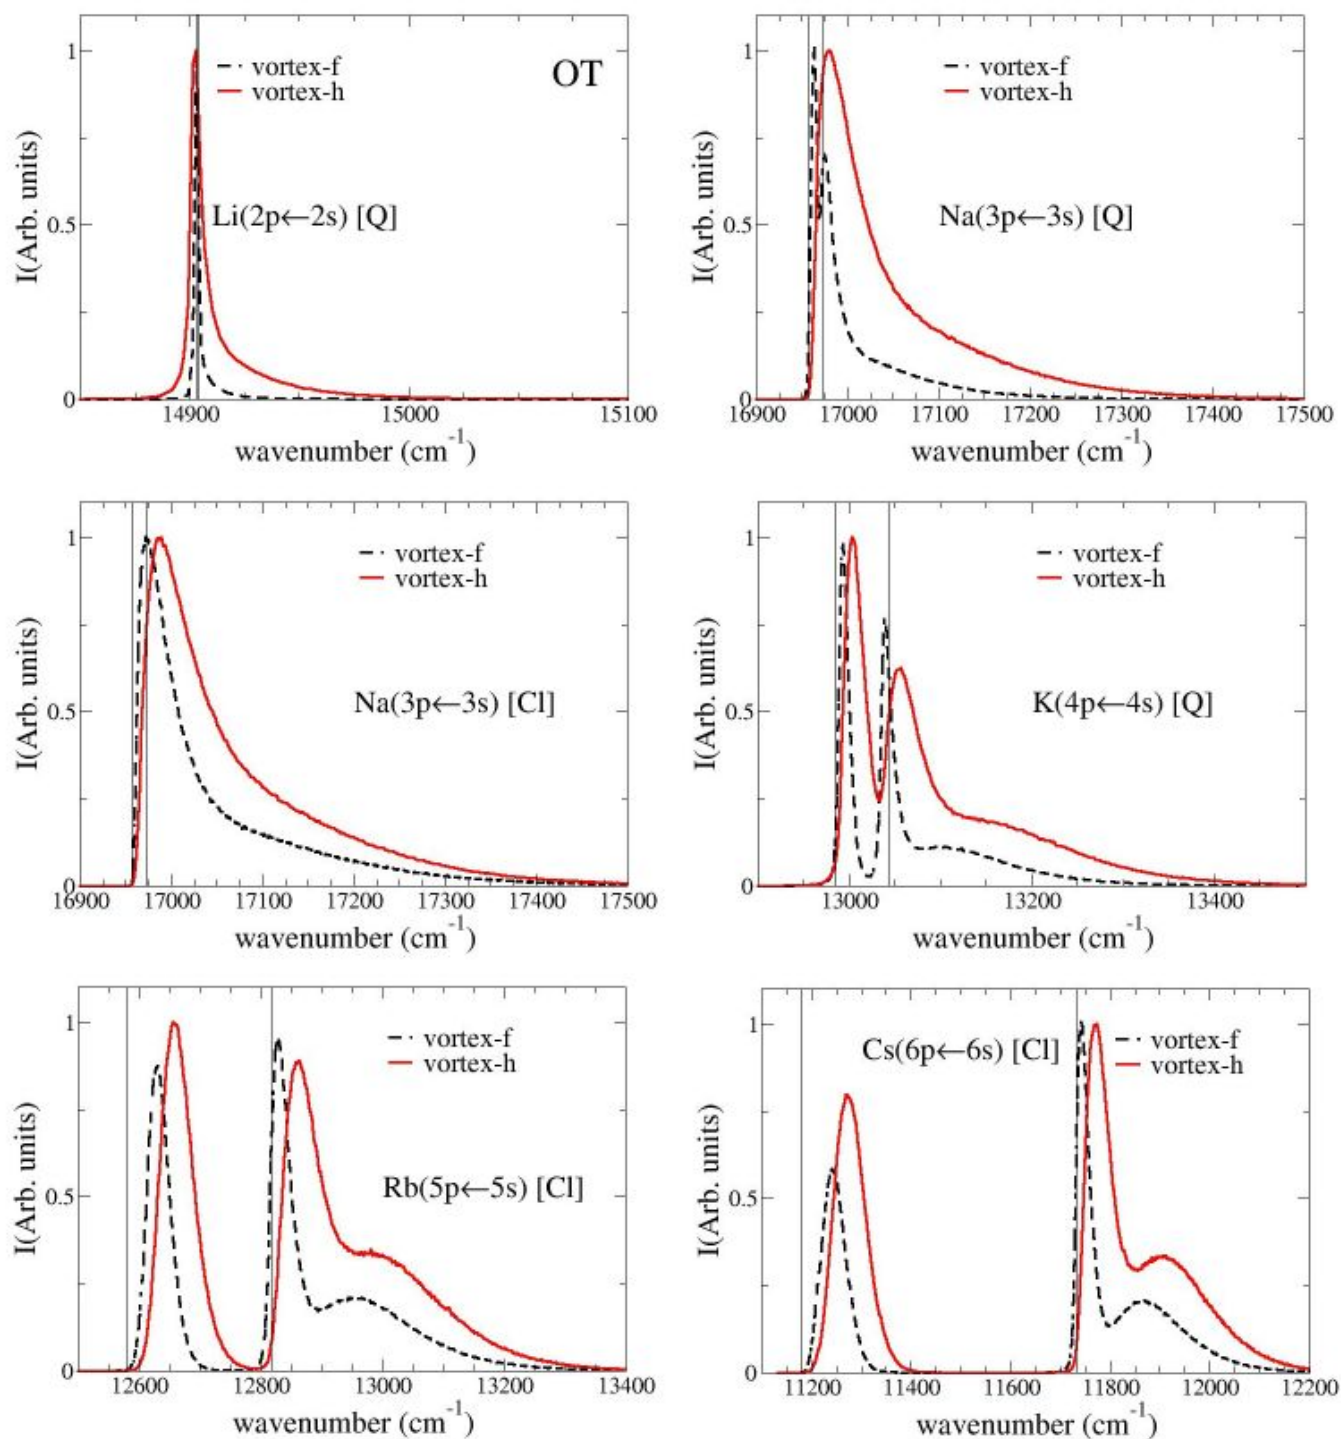 1
vortex-f
vortex-h
OT
I(Arb. units)
0.5
Li(2p←2s) [Q]
0
14900 15000 15100
wavenumber (cm⁻¹)
1
vortex-f
vortex-h
I(Arb. units)
0.5
Na(3p←3s) [Q]
0
16900 17000 17100 17200 17300 17400 17500
wavenumber (cm⁻¹)
1
vortex-f
vortex-h
I(Arb. units)
0.5
Na(3p←3s) [Cl]
0
16900 17000 17100 17200 17300 17400 17500
wavenumber (cm⁻¹)
1
vortex-f
vortex-h
I(Arb. units)
0.5
K(4p←4s) [Q]
0
13000 13200 13400
wavenumber (cm⁻¹)
1
vortex-f
vortex-h
I(Arb. units)
0.5
Rb(5p←5s) [Cl]
0
12600 12800 13000 13200 13400
wavenumber (cm⁻¹)
1
Cs(6p←6s) [Cl]
vortex-f
vortex-h
I(Arb. units)
0.5
0
11200 11400 11600 11800 12000 12200
wavenumber (cm⁻¹)